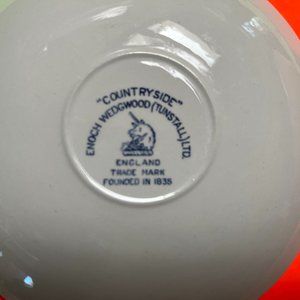 "COUNTRYSIDE"
ENOCH WEDGWOOD (TUNSTALL) LTD.
ENGLAND
TRADE MARK
FOUNDED IN 1835